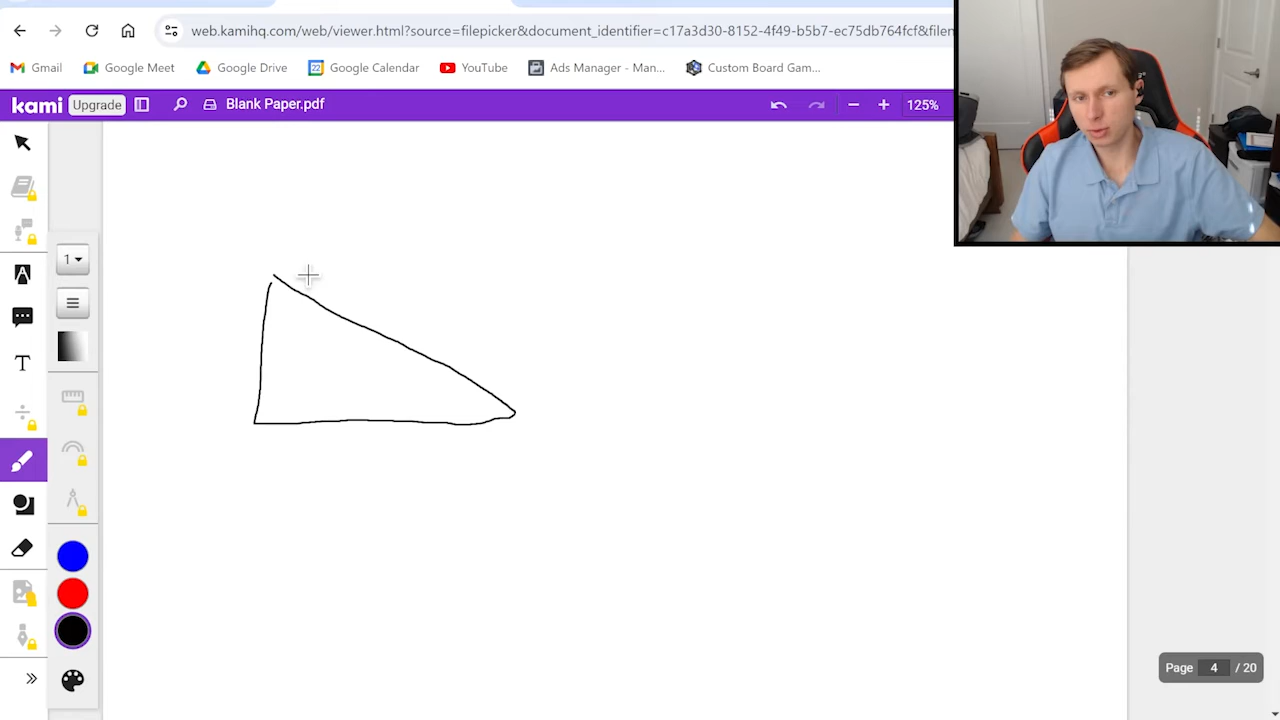 web.kamihq.com/web/viewer.html?source=filepicker&document_identifier=c17a3d30-8152-4f49-b5b7-ec75db764fcf&filen
Gmail Google Meet Google Drive 22 Google Calendar YouTube Ads Manager - Man... Custom Board Gam...
kami Upgrade Blank Paper.pdf 125%
1
A
T
Page 4 / 20